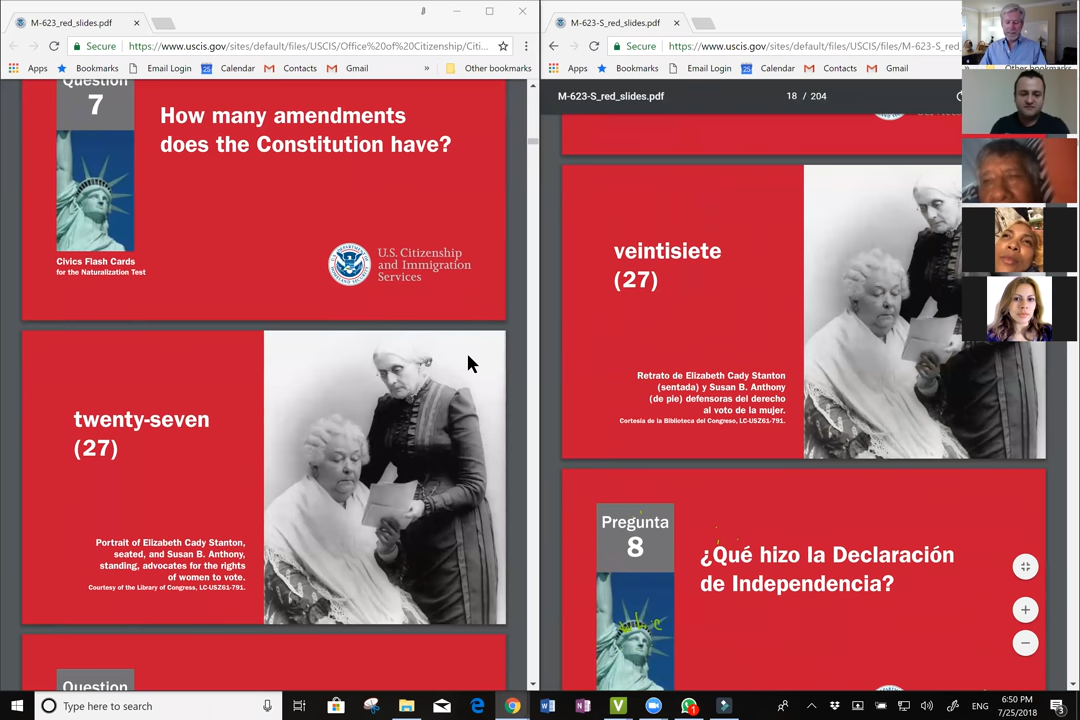 M-623_red_slides.pdf
Secure
https://www.uscis.gov/sites/default/files/USCIS/Office%20of%20Citizenship/Citi...
Apps
Bookmarks
Email Login
25
Calendar
Contacts
Gmail
»
Other bookmarks
Question
7
How many amendments
does the Constitution have?
Civics Flash Cards
for the Naturalization Test
U.S. Citizenship
and Immigration
Services
twenty-seven
(27)
Portrait of Elizabeth Cady Stanton,
seated, and Susan B. Anthony,
standing, advocates for the rights
of women to vote.
Courtesy of the Library of Congress, LC-USZ61-791.
Question
M-623-S_red_slides.pdf
Secure
https://www.uscis.gov/sites/default/files/USCIS/files/M-623-S_red_
Apps
Bookmarks
Email Login
25
Calendar
Contacts
Gmail
Other bookmarks
M-623-S_red_slides.pdf
18 / 204
veintisiete
(27)
Retrato de Elizabeth Cady Stanton
(sentada) y Susan B. Anthony
(de pie) defensoras del derecho
al voto de la mujer.
Cortesía de la Biblioteca del Congreso, LC-USZ61-791.
Pregunta
8
¿Qué hizo la Declaración
de Independencia?
Type here to search
ENG
6:50 PM
7/25/2018